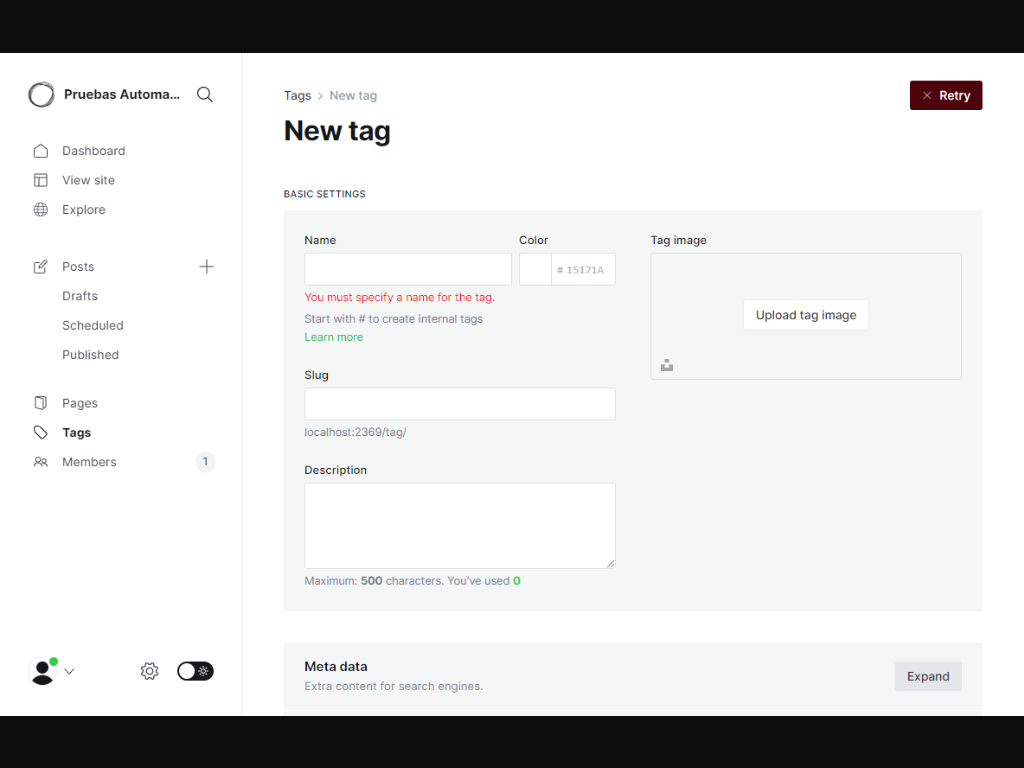 Pruebas Automa...
Dashboard
View site
Explore
Posts
Drafts
Scheduled
Published
Pages
Tags
Members 1
Tags > New tag
Retry
New tag
BASIC SETTINGS
Name
Color
# 15171A
You must specify a name for the tag.
Start with # to create internal tags
Learn more
Slug
localhost:2369/tag/
Description
Maximum: 500 characters. You've used 0
Tag image
Upload tag image
Meta data
Extra content for search engines.
Expand